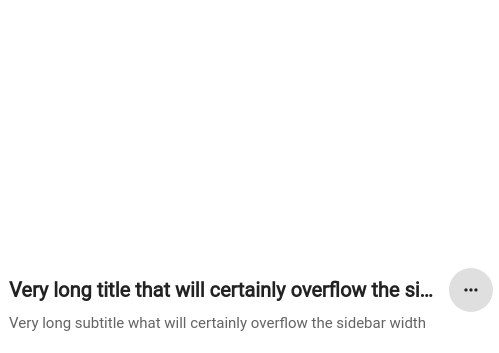 Very long title that will certainly overflow the si...
Very long subtitle what will certainly overflow the sidebar width